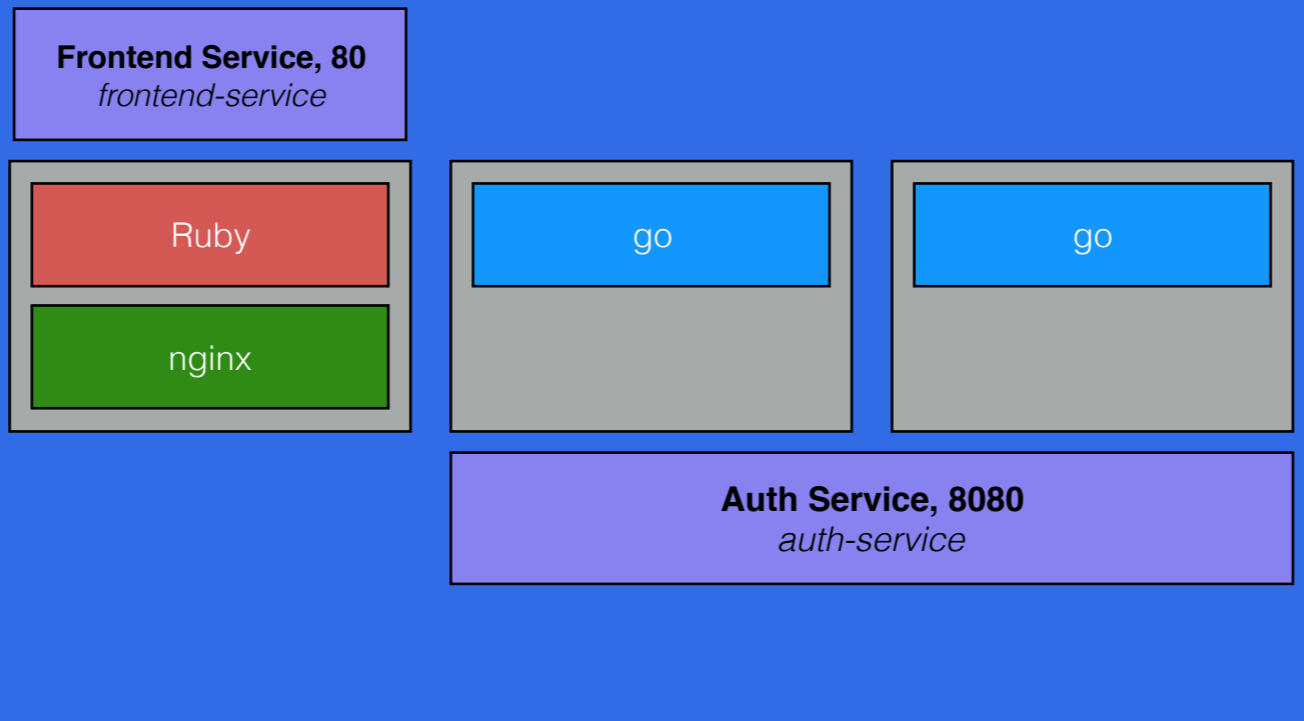 Frontend Service, 80
frontend-service
Ruby
go
go
nginx
Auth Service, 8080
auth-service